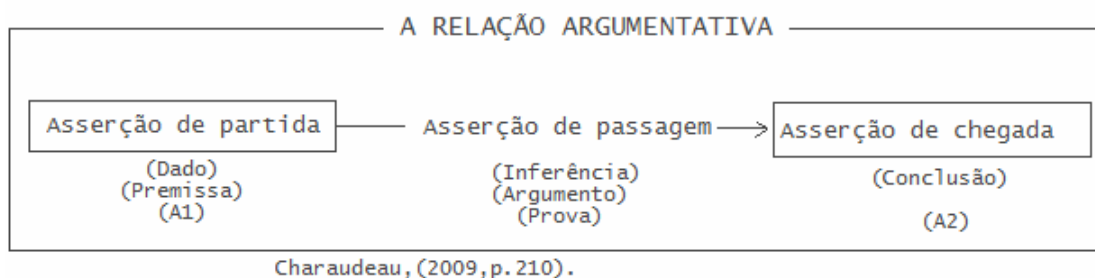 A RELAÇÃO ARGUMENTATIVA
Asserção de partida Asserção de passagem Asserção de chegada
(Dado) (Inferência) (Conclusão)
(Premissa) (Argumento)
(A1) (Prova) (A2)
Charaudeau,(2009,p.210).